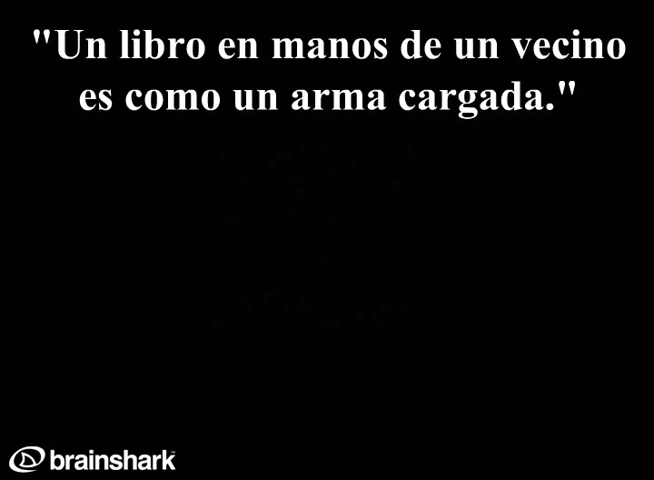 "Un libro en manos de un vecino
es como un arma cargada."
brainshark